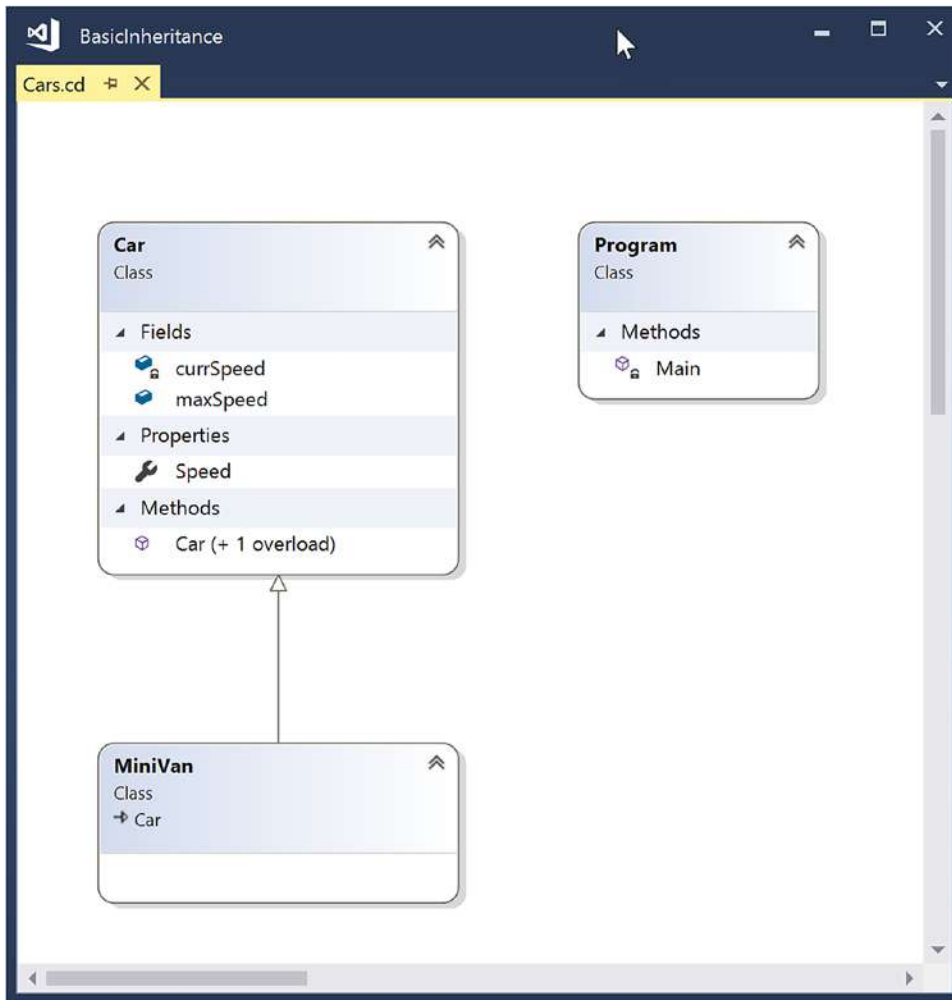 BasicInheritance
Cars.cd
Car
Class
Fields
currSpeed
maxSpeed
Properties
Speed
Methods
Car (+ 1 overload)
Program
Class
Methods
Main
MiniVan
Class
Car